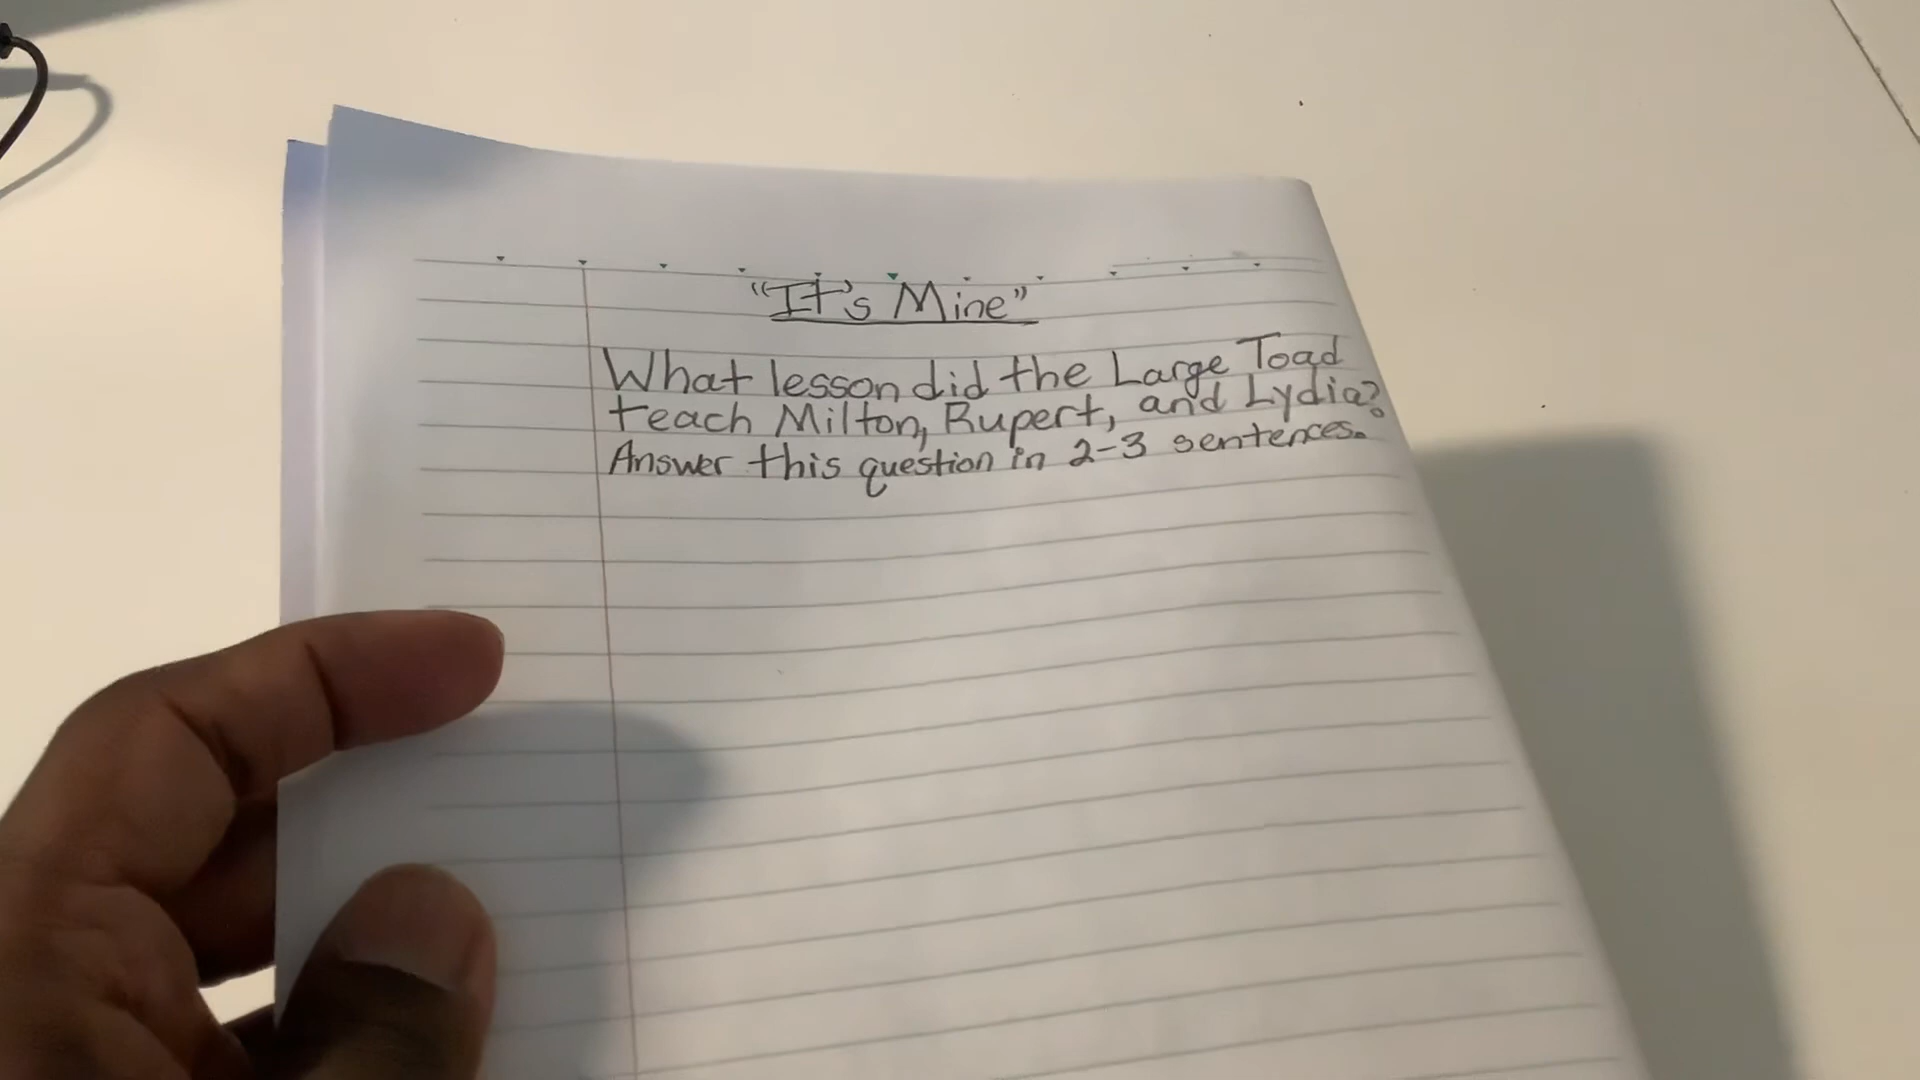 "It's Mine"
What lesson did the Large Toad
teach Milton, Rupert, and Lydia?
Answer this question in 2-3 sentences.